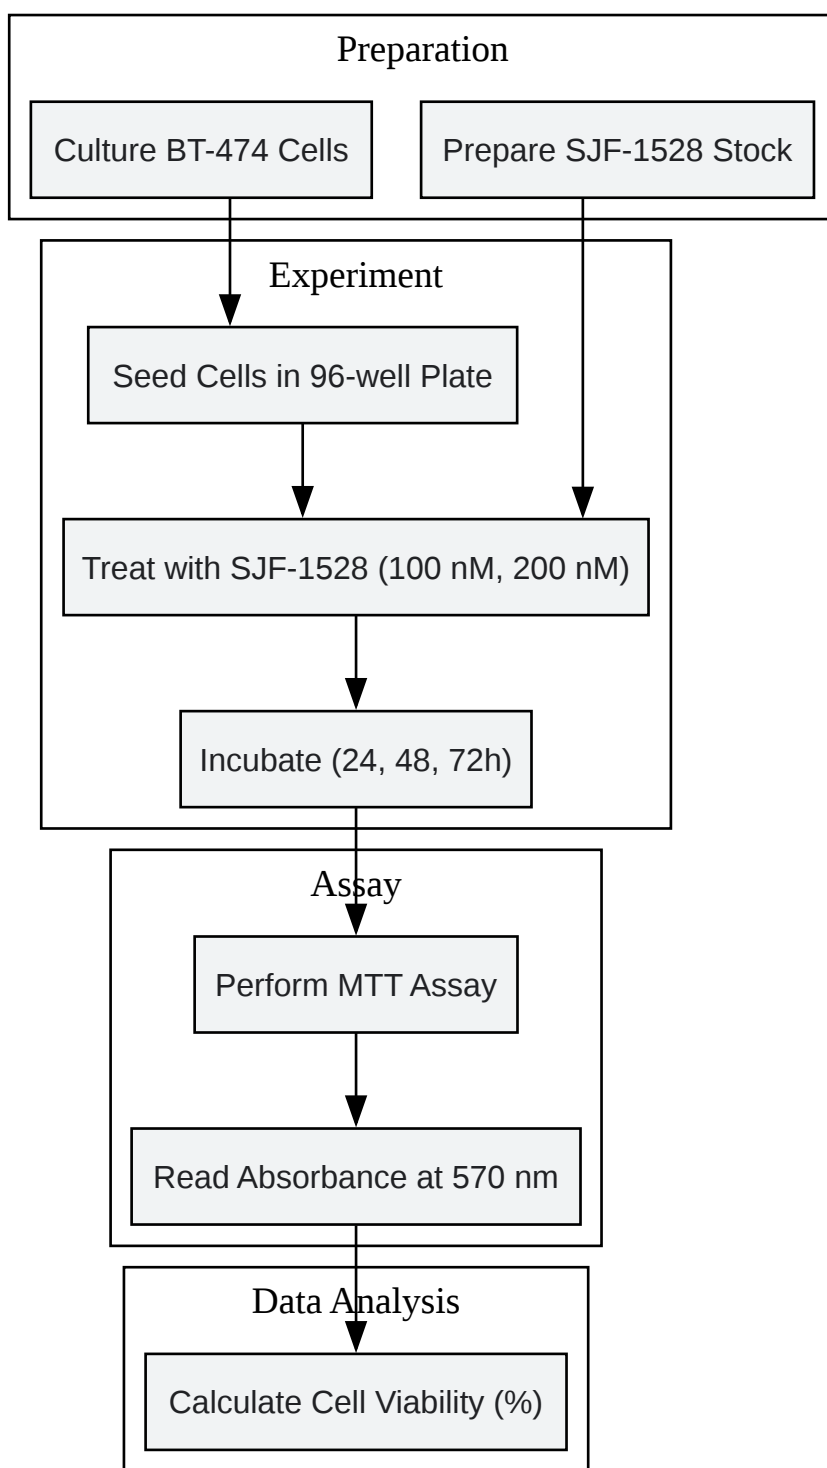 Preparation
Culture BT-474 Cells
Prepare SJF-1528 Stock
Experiment
Seed Cells in 96-well Plate
Treat with SJF-1528 (100 nM, 200 nM)
Incubate (24, 48, 72h)
Assay
Perform MTT Assay
Read Absorbance at 570 nm
Data Analysis
Calculate Cell Viability (%)